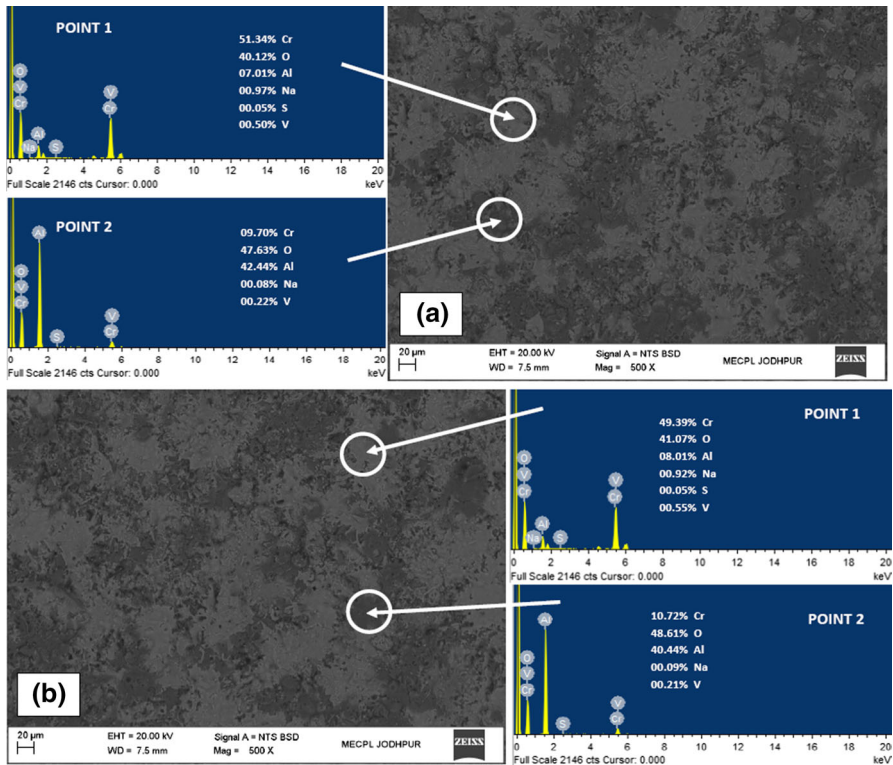 POINT 1
51.34% Cr
40.12% O
07.01% Al
00.97% Na
00.05% S
00.50% V
O
V
V
Cr
Cr
Al
Na
S
0 2 4 6 8 10 12 14 16 18 20
Full Scale 2146 cts Cursor: 0.000 keV
POINT 2
09.70% Cr
47.63% O
42.44% Al
00.08% Na
00.22% V
Al
O
V
V
Cr
Cr
S
0 2 4 6 8 10 12 14 16 18 20
Full Scale 2146 cts Cursor: 0.000 keV
(a)
20 µm
EHT = 20.00 kV
Signal A = NTS BSD
WD = 7.5 mm
Mag = 500 X
MECPL JODHPUR
ZEISS
POINT 1
49.39% Cr
41.07% O
08.01% Al
00.92% Na
00.05% S
00.55% V
O
V
V
Cr
Cr
Al
Na
S
0 2 4 6 8 10 12 14 16 18 20
Full Scale 2146 cts Cursor: 0.000 keV
POINT 2
10.72% Cr
48.61% O
40.44% Al
00.09% Na
00.21% V
Al
O
V
V
Cr
Cr
S
0 2 4 6 8 10 12 14 16 18 20
Full Scale 2146 cts Cursor: 0.000 keV
(b)
20 µm
EHT = 20.00 kV
Signal A = NTS BSD
WD = 7.5 mm
Mag = 500 X
MECPL JODHPUR
ZEISS